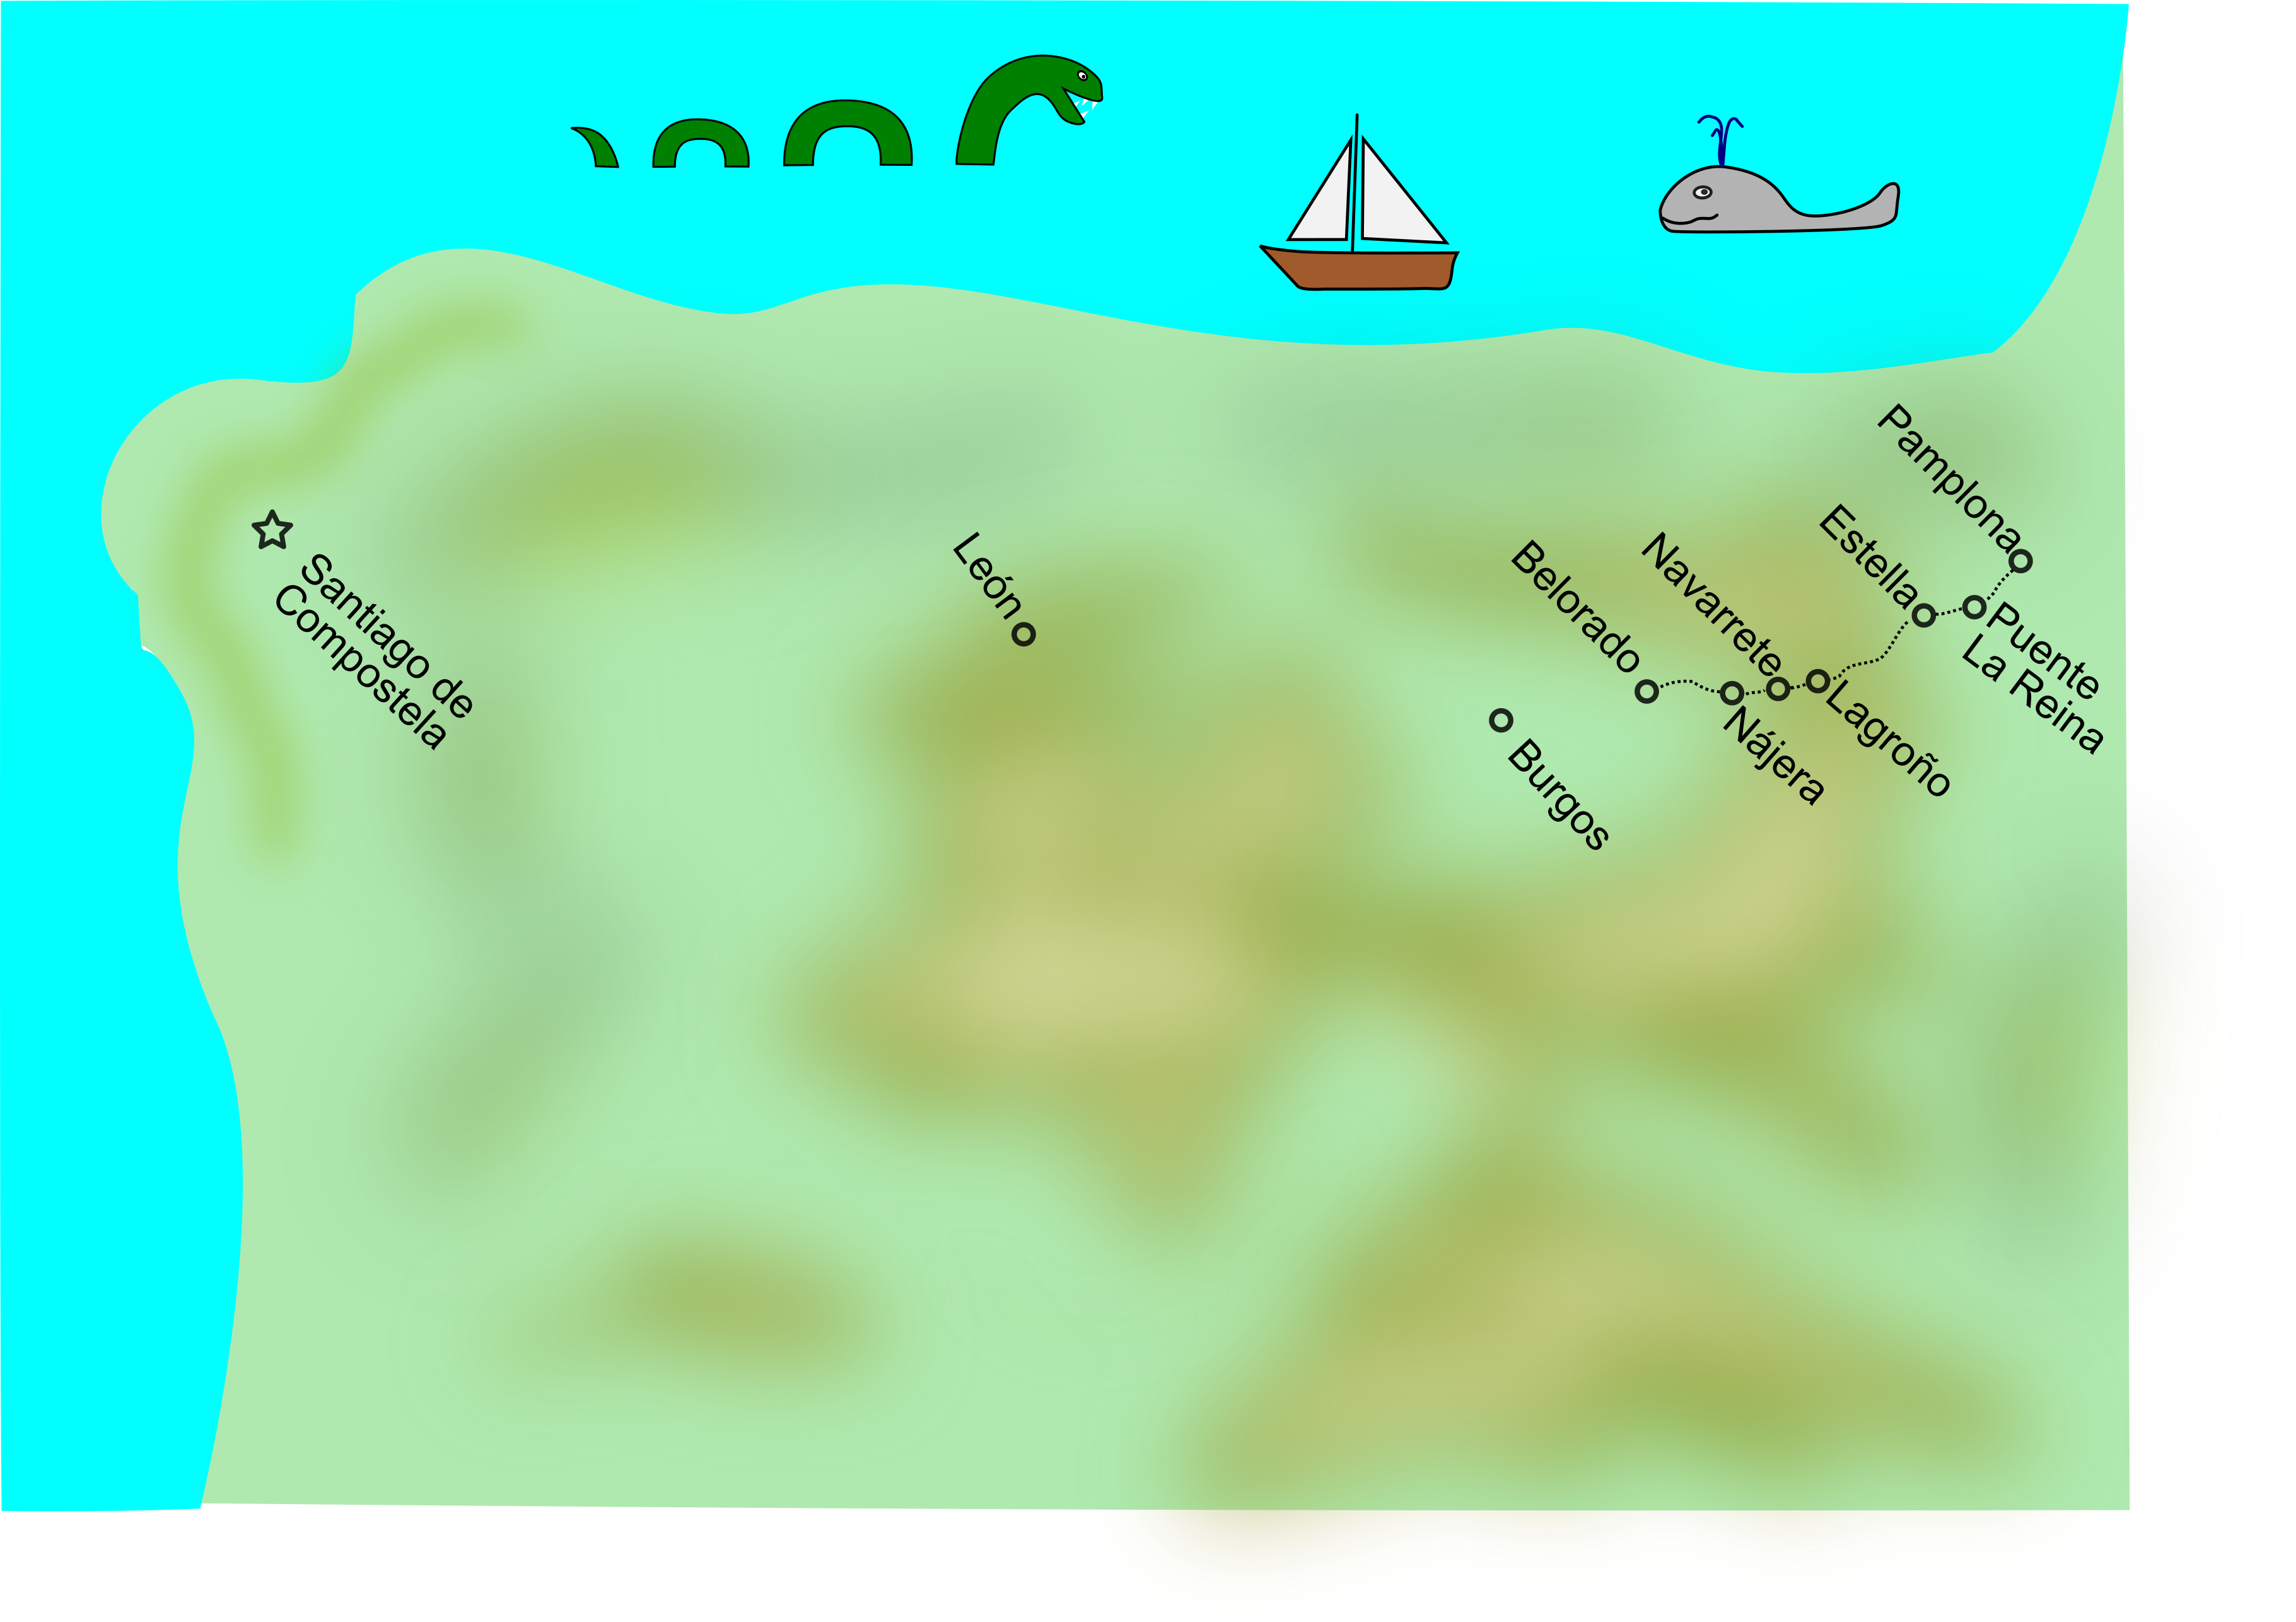 Pamplona
Estella
Puente
La Reina
Navarrete
Belorado
Lagroño
Nájera
Burgos
León
Santiago de
Compostela